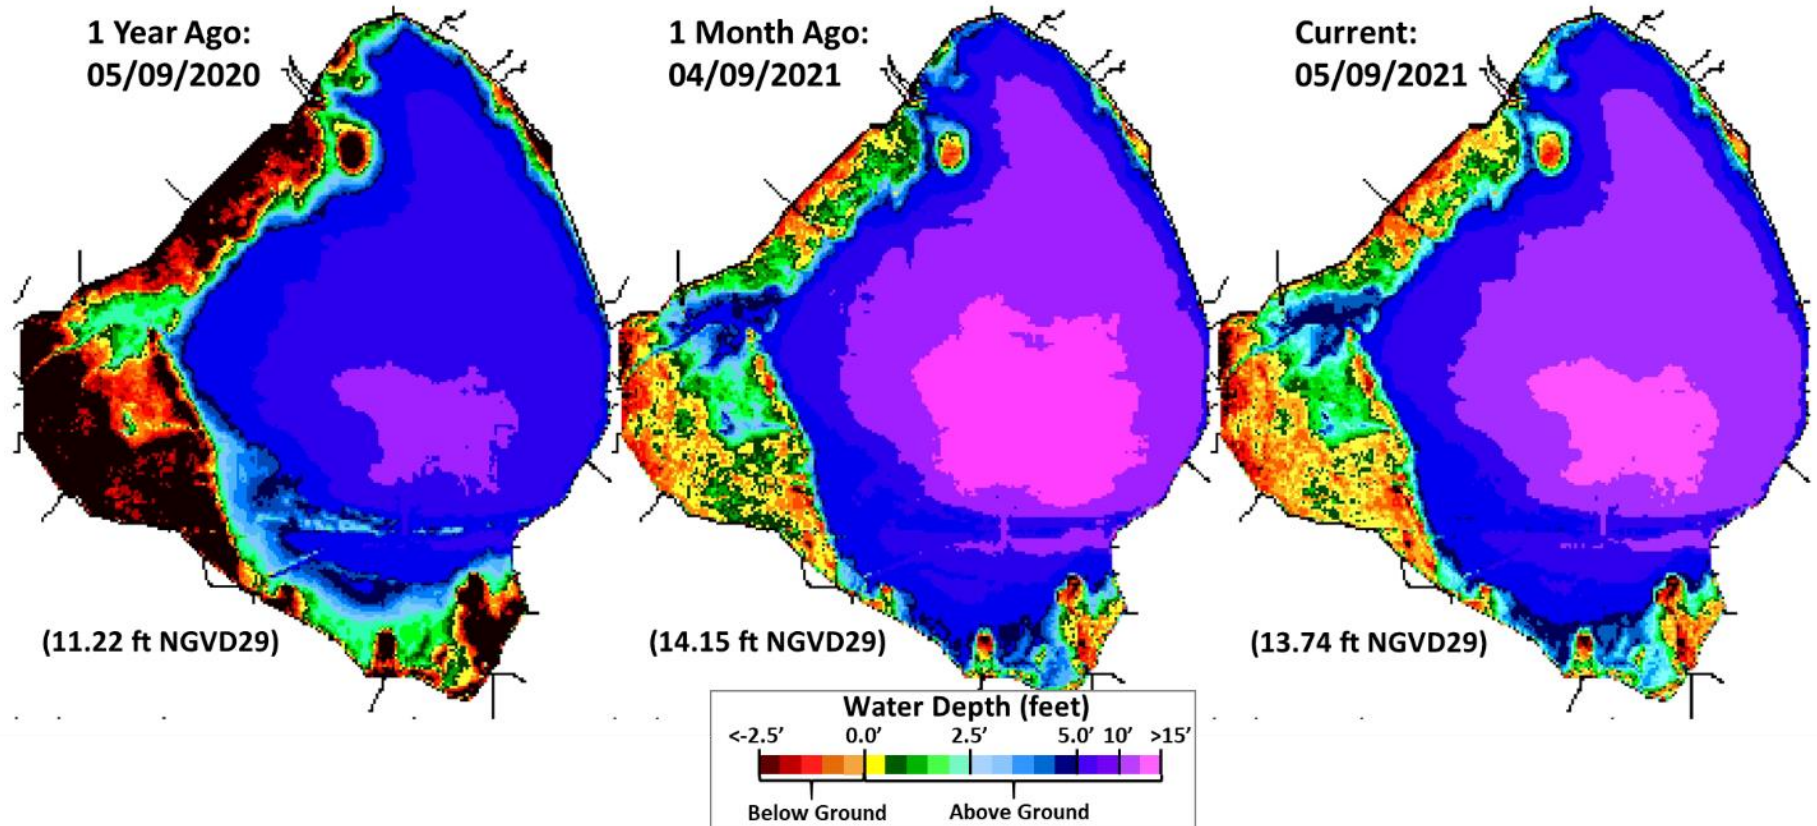 1 Year Ago:
05/09/2020
1 Month Ago:
04/09/2021
Current:
05/09/2021
(11.22 ft NGVD29)
(14.15 ft NGVD29)
(13.74 ft NGVD29)
Water Depth (feet)
<-2.5’ 0.0’ 2.5’ 5.0’ 10’ >15’
Below Ground Above Ground